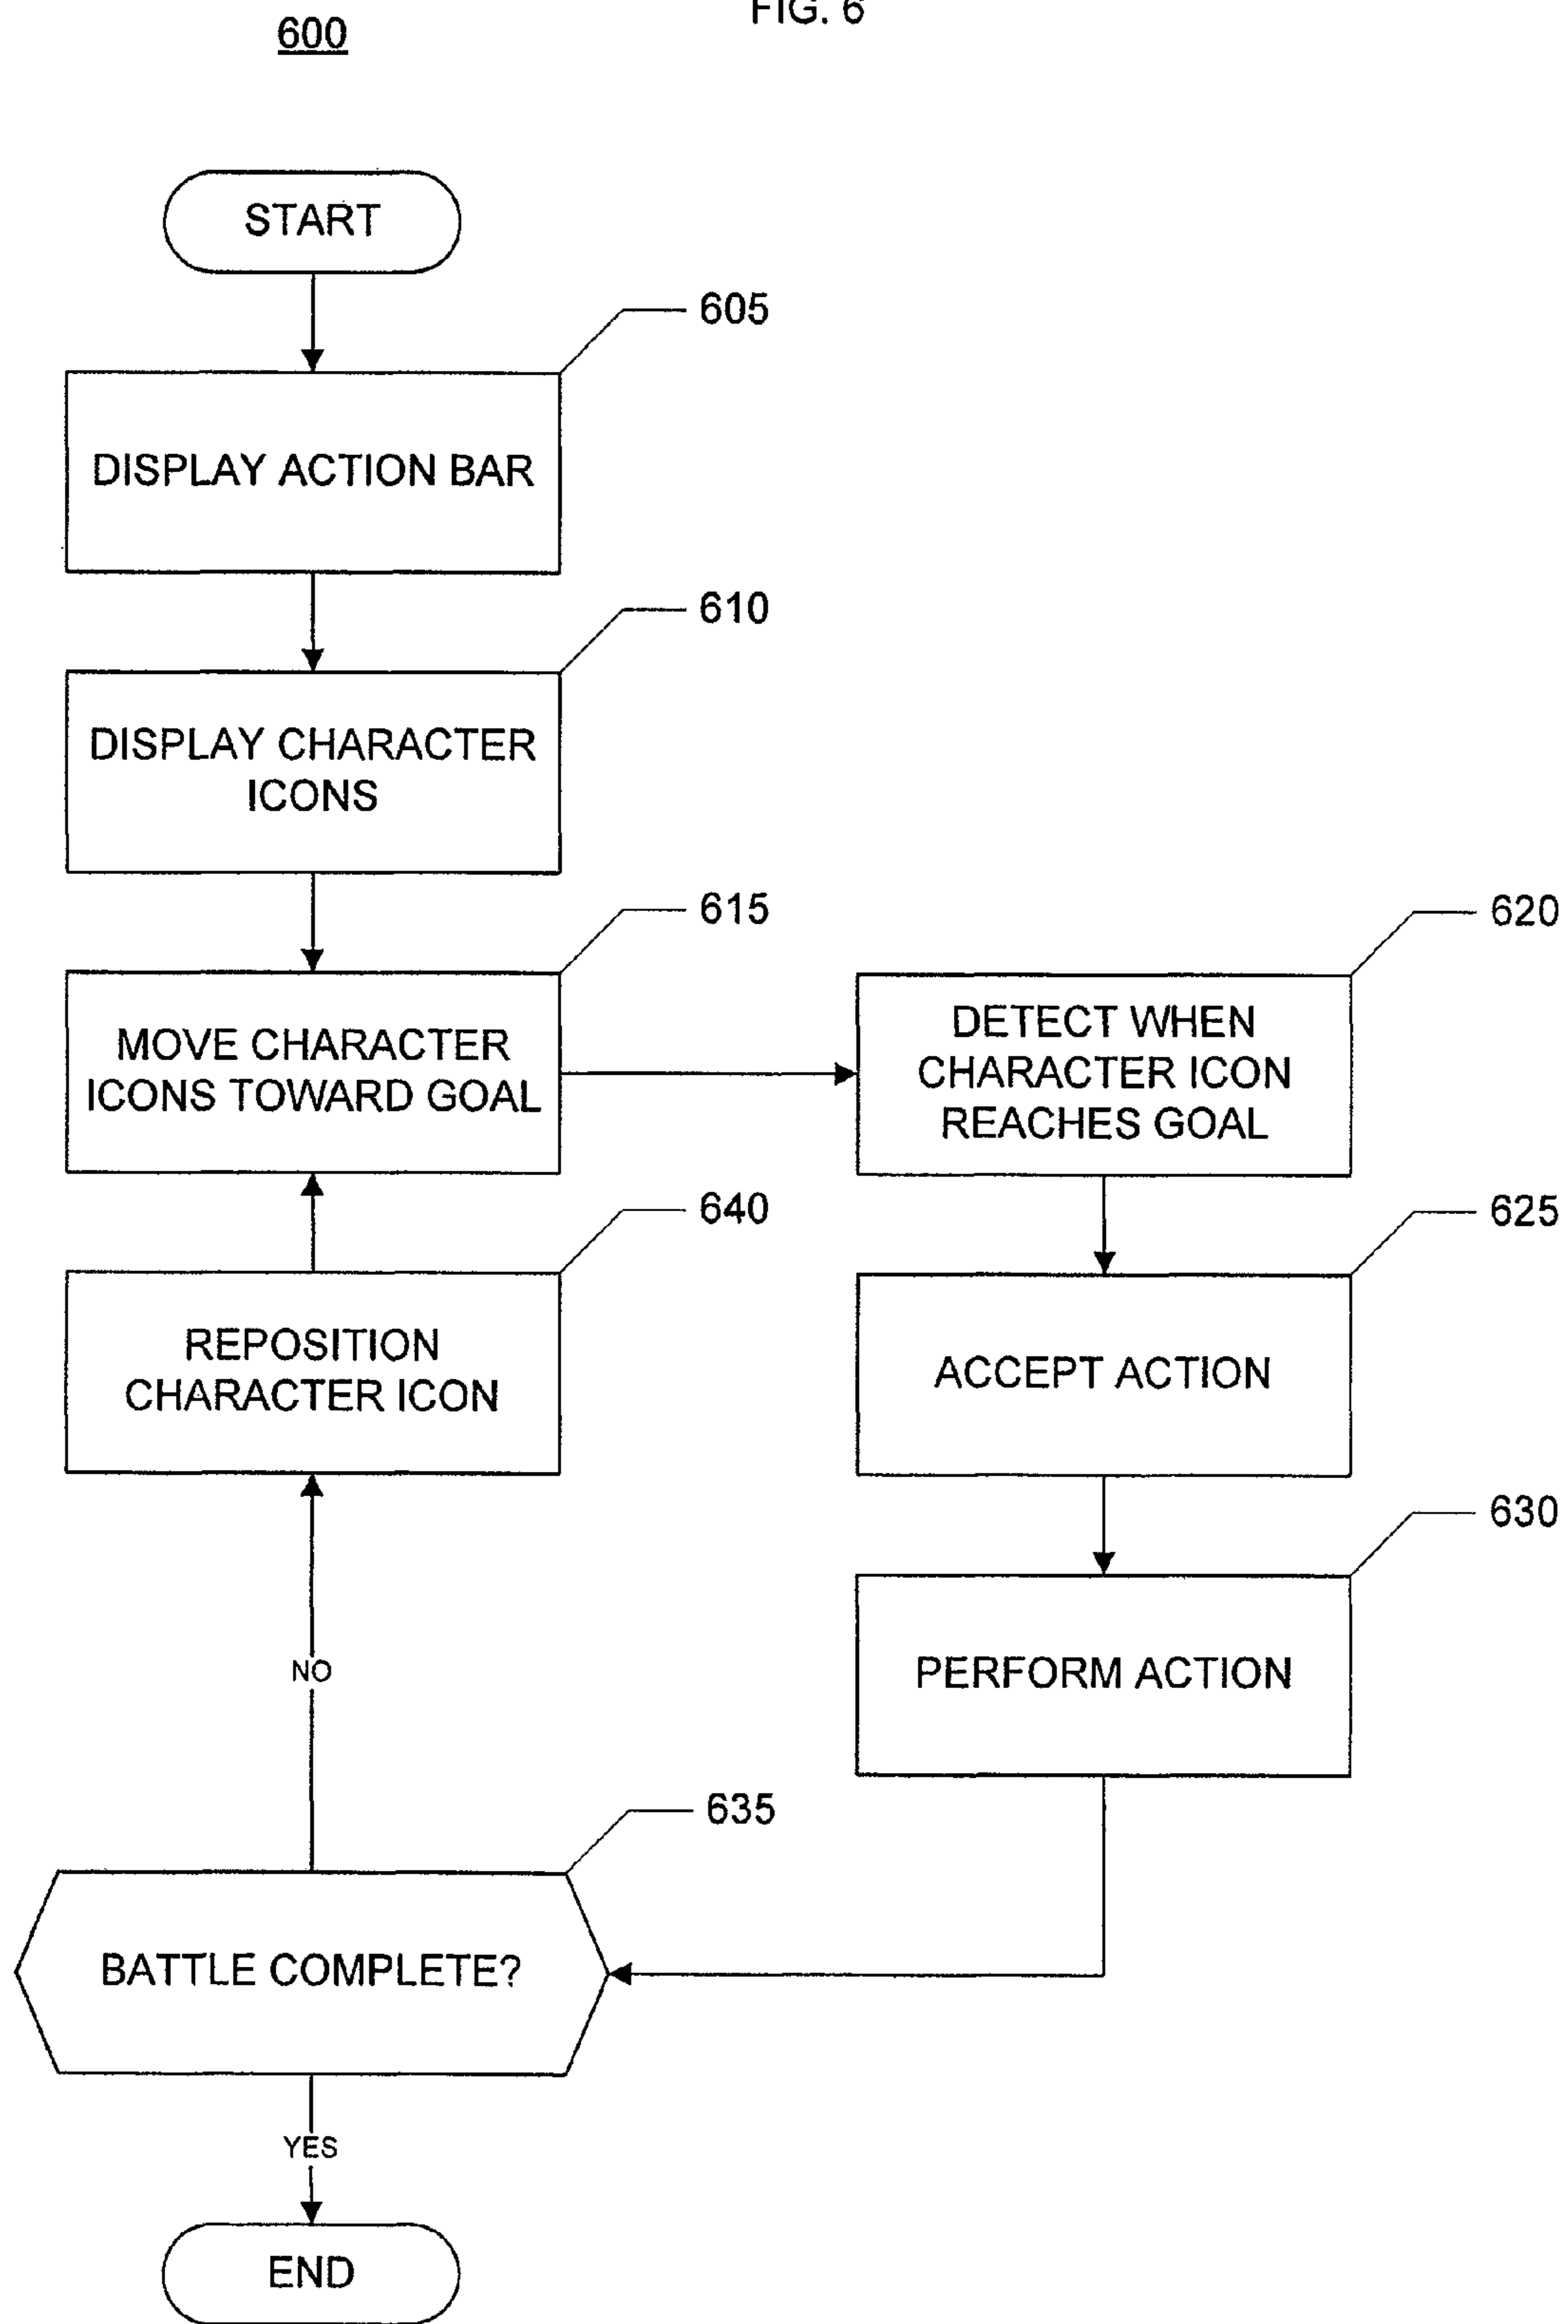 FIG. 6
600
START
605
DISPLAY ACTION BAR
610
DISPLAY CHARACTER
ICONS
615
MOVE CHARACTER
ICONS TOWARD GOAL
620
DETECT WHEN
CHARACTER ICON
REACHES GOAL
640
REPOSITION
CHARACTER ICON
625
ACCEPT ACTION
630
PERFORM ACTION
NO
635
BATTLE COMPLETE?
YES
END